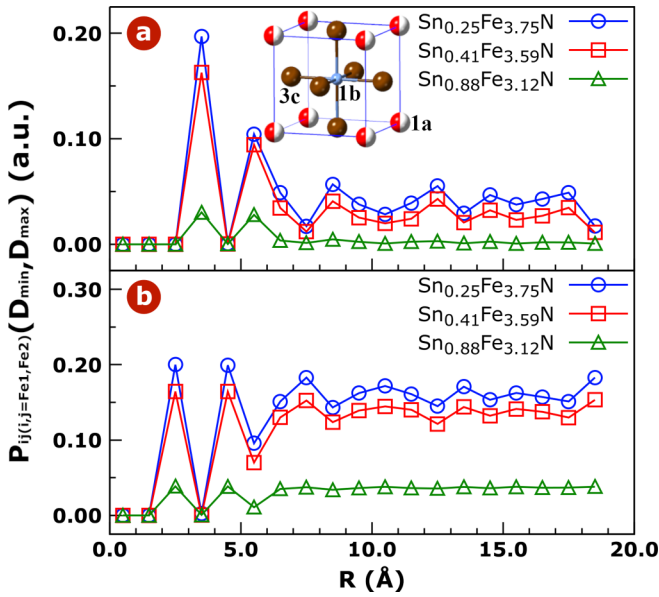 a
Sn0.25Fe3.75N
Sn0.41Fe3.59N
Sn0.88Fe3.12N
3c
1b
1a
0.20
0.10
0.00
b
Sn0.25Fe3.75N
Sn0.41Fe3.59N
Sn0.88Fe3.12N
0.30
0.20
0.10
0.00
0.0
5.0
10.0
15.0
20.0
R (Å)
Pij(i,j=Fe1,Fe2)(Dmin,Dmax) (a.u.)